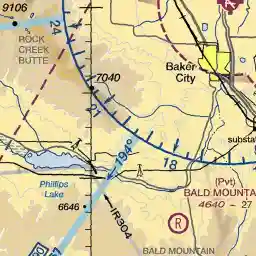 9106
ROCK
CREEK
BUTTE
24
7040
21
Baker
City
substa
194°
18
Phillips
Lake
6646
IR304
(Pvt)
BALD MOUNTA
4640 - 27
R
BALD MOUNTAIN